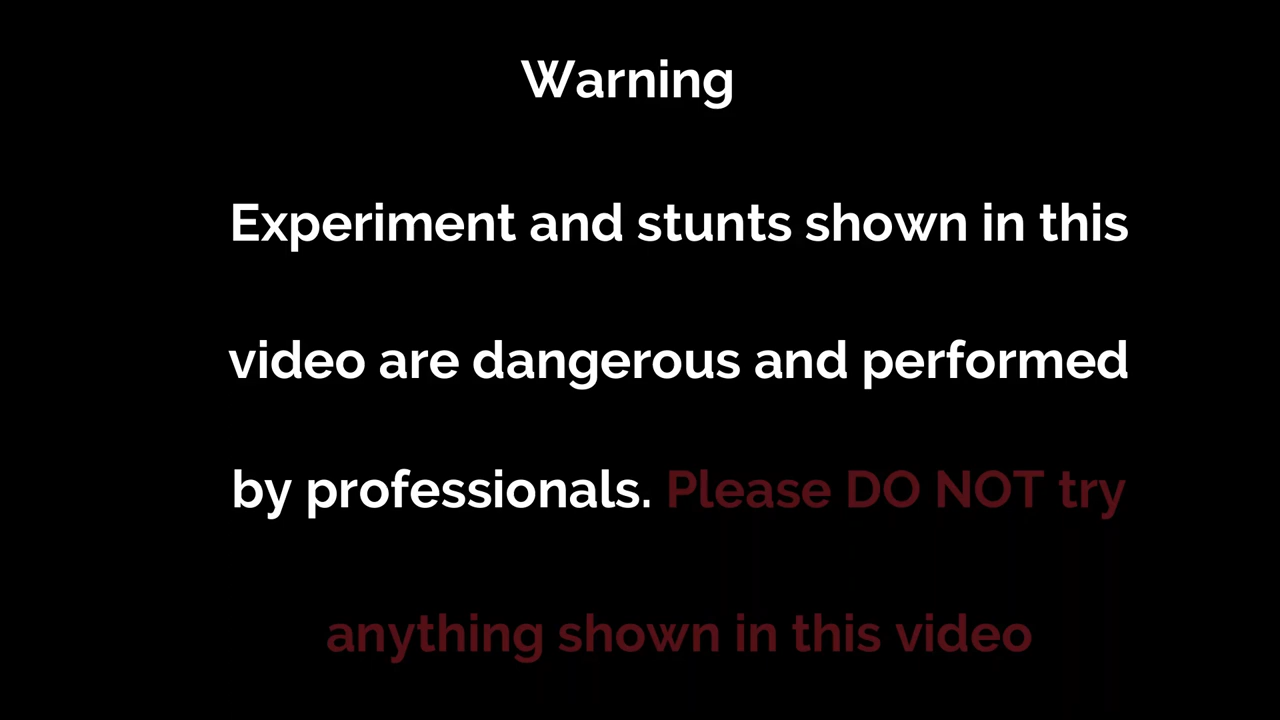 Warning
Experiment and stunts shown in this
video are dangerous and performed
by professionals. Please DO NOT try
anything shown in this video